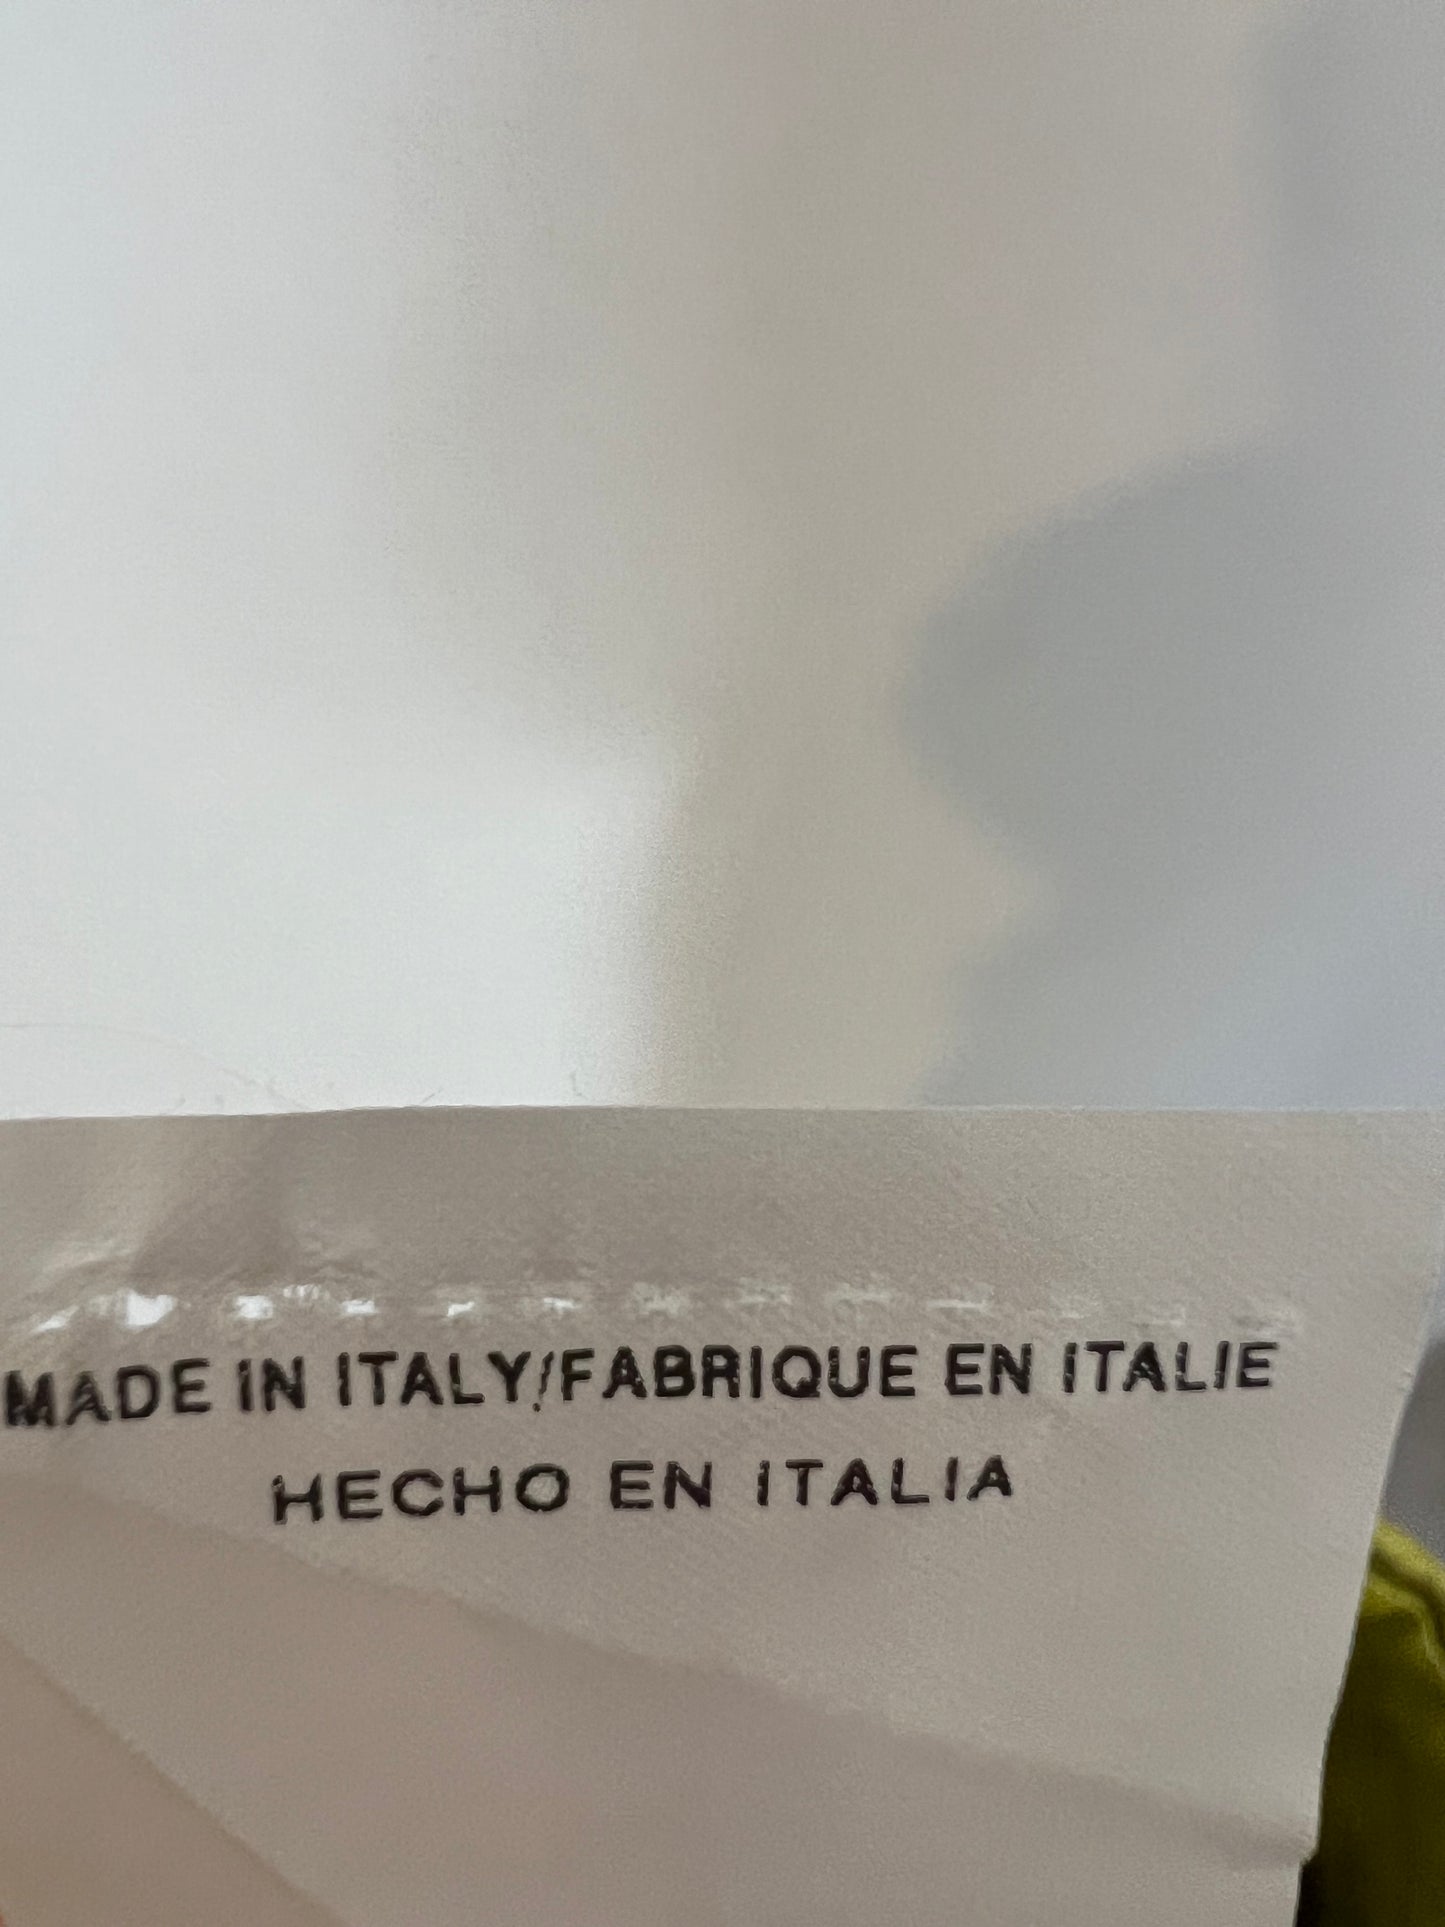 MADE IN ITALY/FABRIQUE EN ITALIE
HECHO EN ITALIA